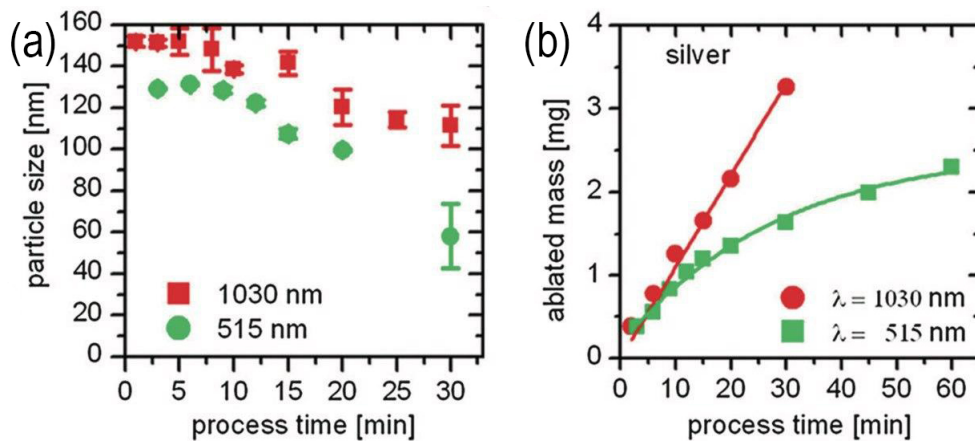 (a)
160
140
120
100
80
60
40
20
0
particle size [nm]
1030 nm
515 nm
0 5 10 15 20 25 30
process time [min]
(b)
silver
4
3
2
1
0
ablated mass [mg]
λ = 1030 nm
λ = 515 nm
0 10 20 30 40 50 60
process time [min]